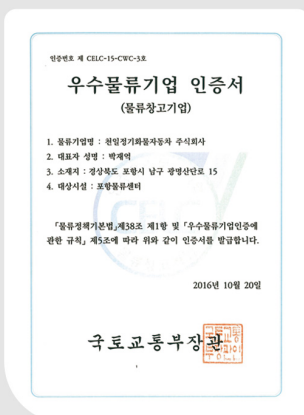 인증번호 제 CELC-15-CWC-3호
우수물류기업 인증서
(물류창고기업)
1. 물류기업명 : 천일정기화물자동차 주식회사
2. 대표자 성명 : 박재억
3. 소재지 : 경상북도 포항시 남구 광명산단로 15
4. 대상시설 : 포항물류센터
「물류정책기본법」제38조 제1항 및 「우수물류기업인증에
관한 규칙」 제5조에 따라 위와 같이 인증서를 발급합니다.
2016년 10월 20일
국토교통부장관